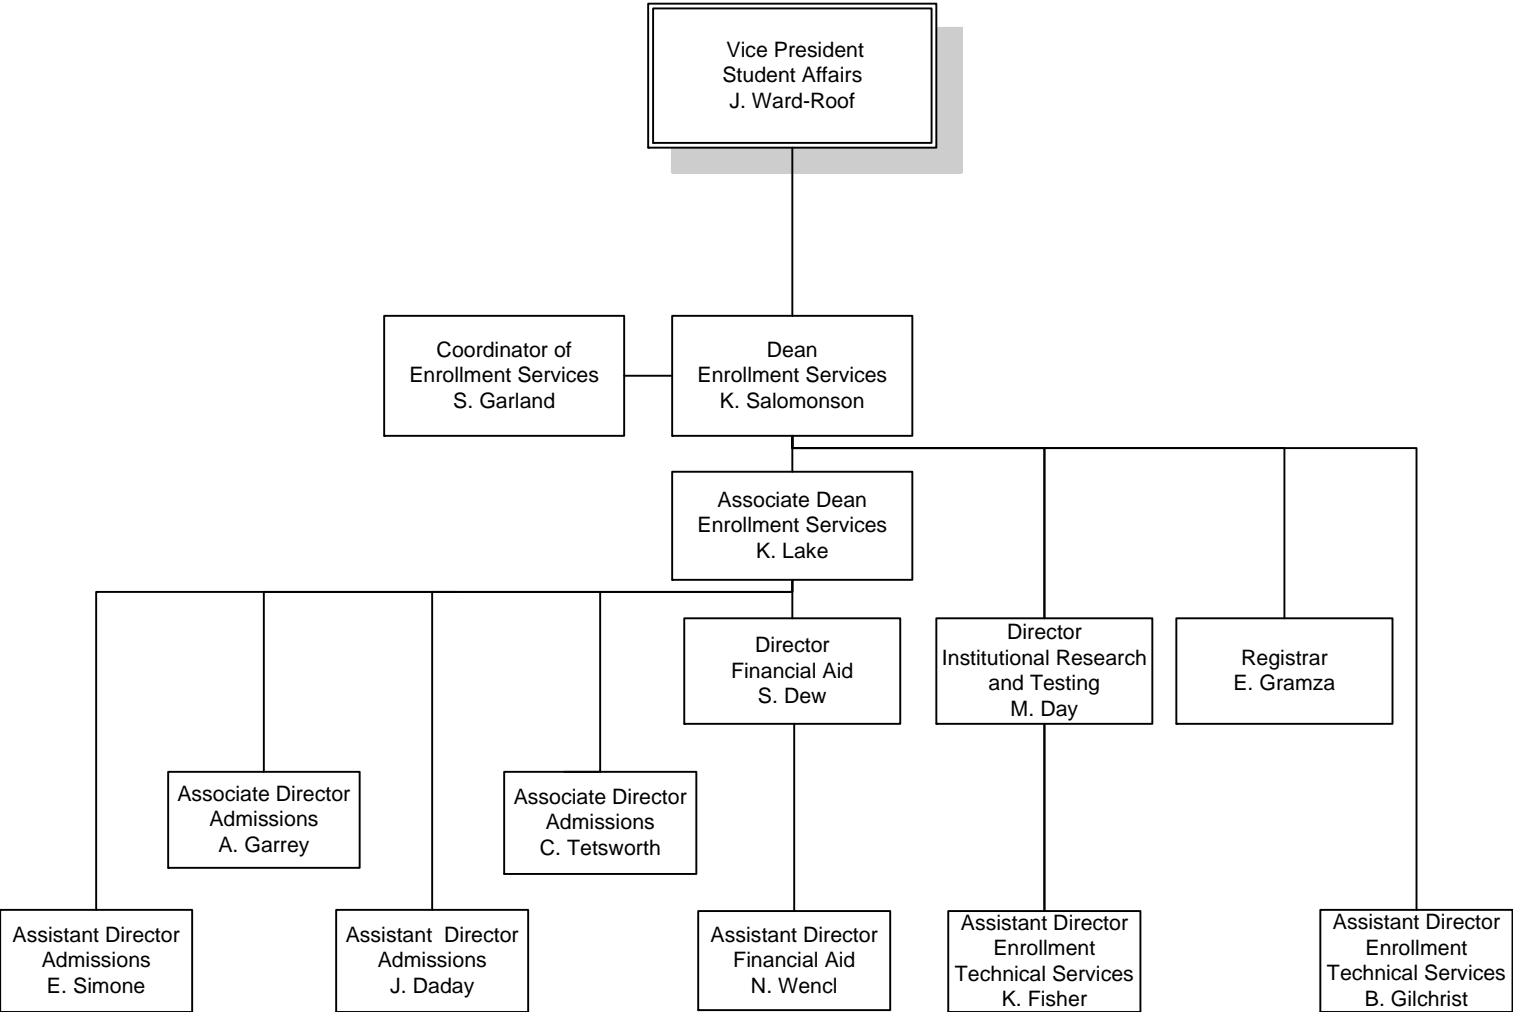 Vice President
Student Affairs
J. Ward-Roof
Coordinator of
Enrollment Services
S. Garland
Dean
Enrollment Services
K. Salomonson
Associate Dean
Enrollment Services
K. Lake
Director
Financial Aid
S. Dew
Director
Institutional Research
and Testing
M. Day
Registrar
E. Gramza
Associate Director
Admissions
A. Garrey
Associate Director
Admissions
C. Tetsworth
Assistant Director
Admissions
E. Simone
Assistant  Director
Admissions
J. Daday
Assistant Director
Financial Aid
N. Wencl
Assistant Director
Enrollment
Technical Services
K. Fisher
Assistant Director
Enrollment
Technical Services
B. Gilchrist